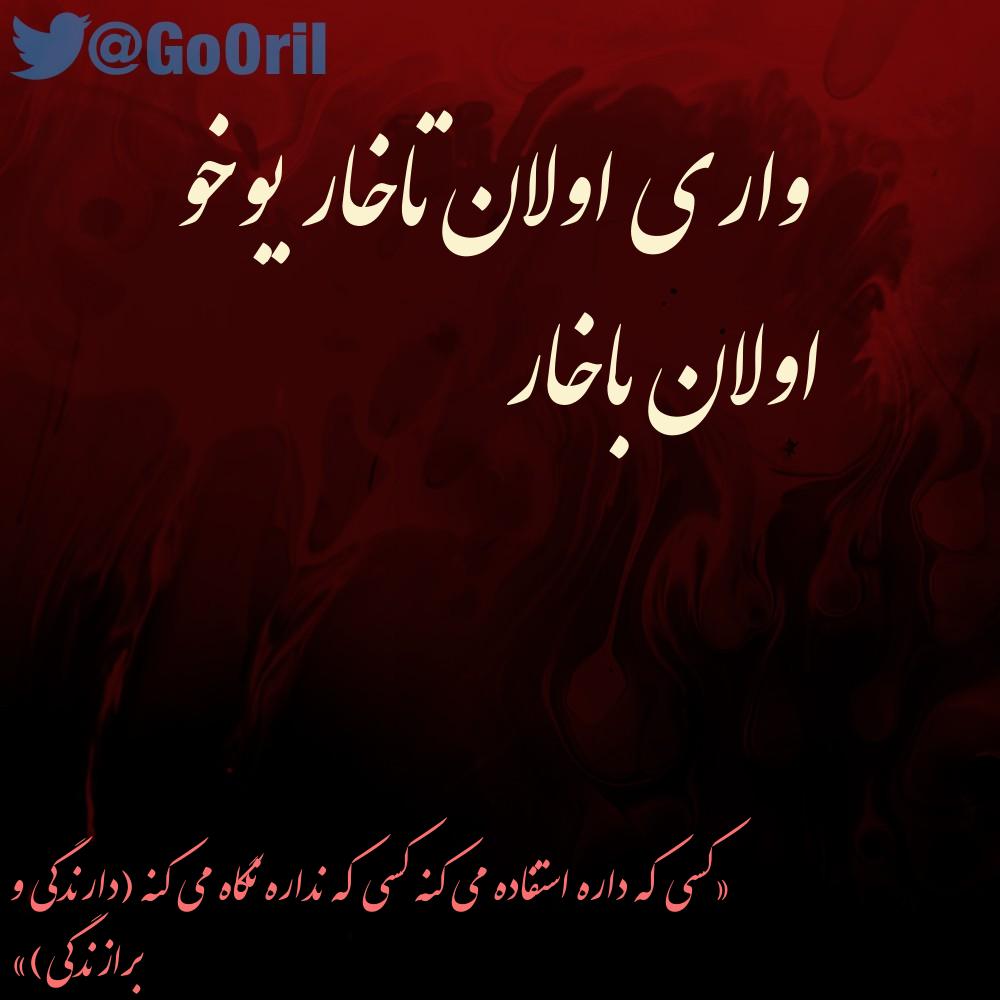 @GoOril
واری اولان تاخار یوخو
اولان باخار
«کسی که داره استفاده می کنه کسی که نداره نگاه می کنه (دارندگی و
برازندگی)»